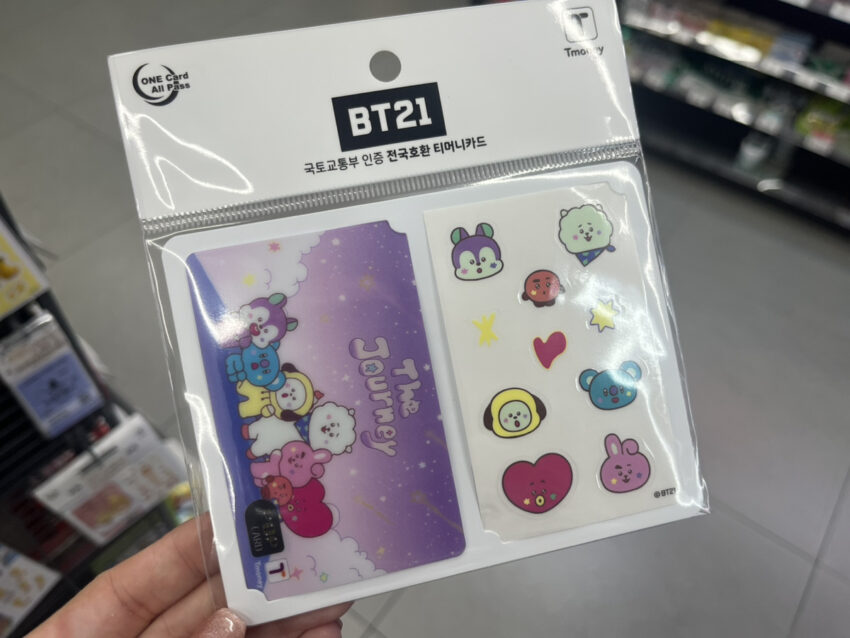 ONE Card
All Pass
Tmoney
BT21
국토교통부 인증 전국호환 티머니카드
The
Journey
CARD
Tmoney
©BT21